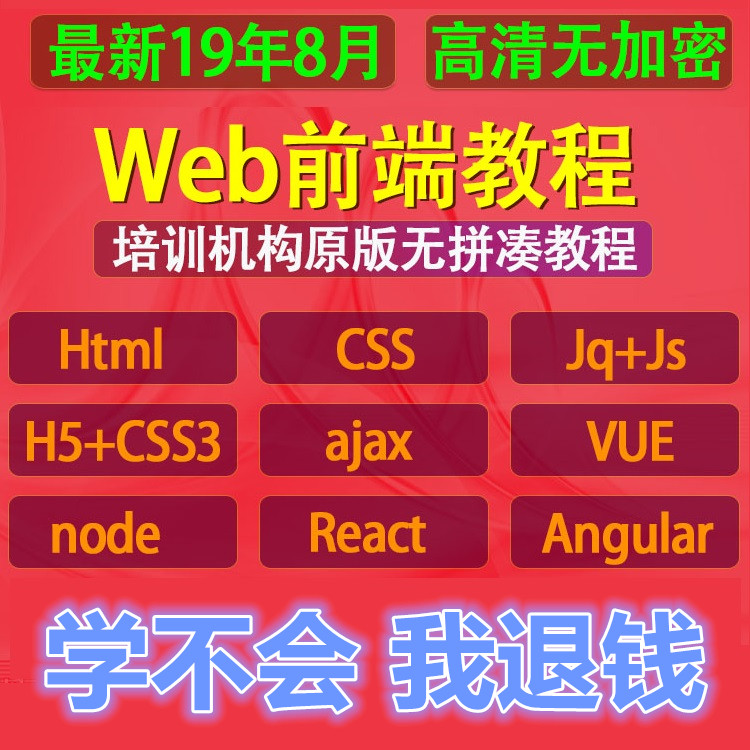 最新19年8月 高清无加密
Web前端教程
培训机构原版无拼凑教程
Html CSS Jq+Js
H5+CSS3 ajax VUE
node React Angular
学不会 我退钱